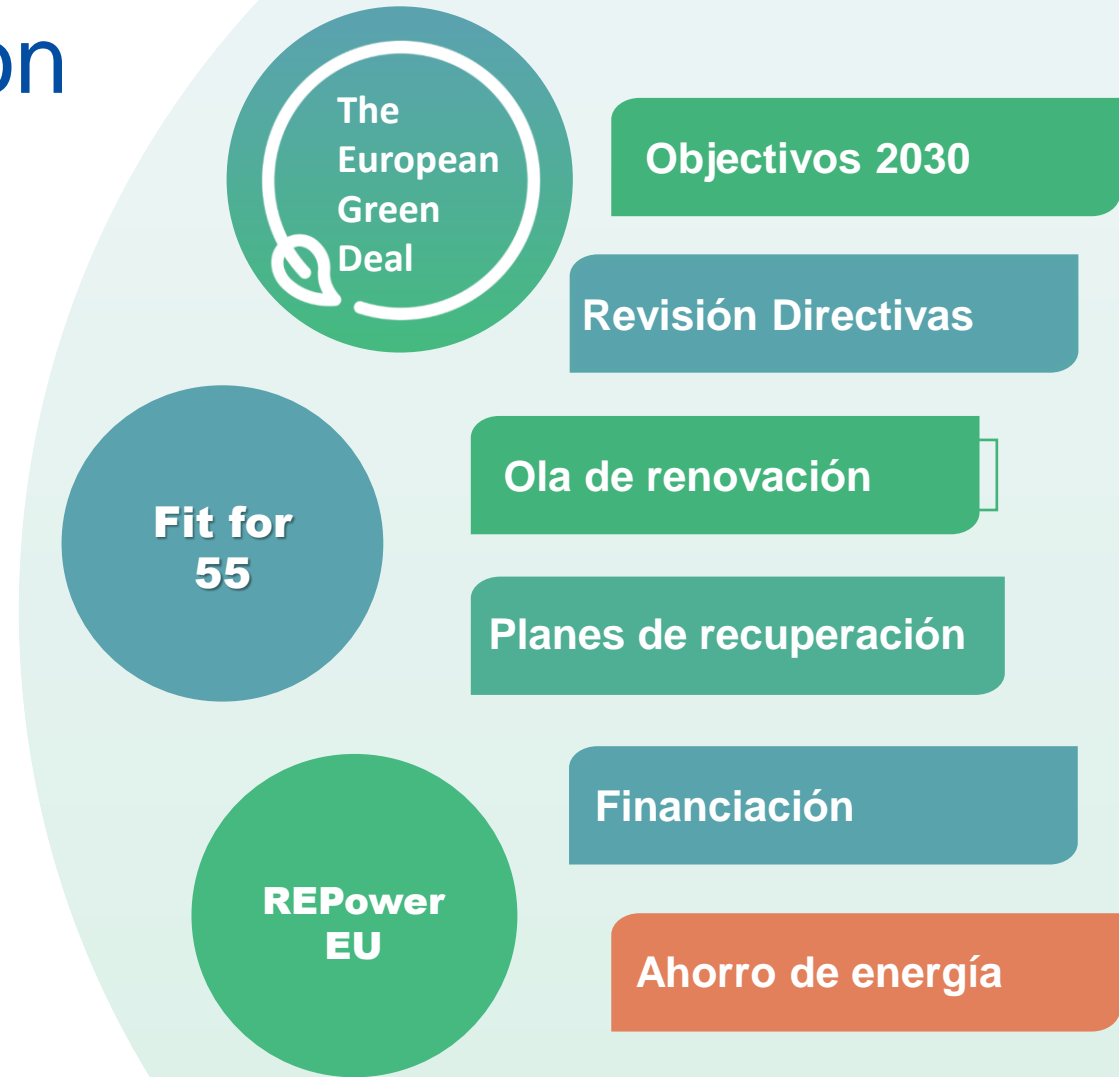 The
European
Green
Deal
Objectivos 2030
Revisión Directivas
Fit for
55
Ola de renovación
Planes de recuperación
REPower
EU
Financiación
Ahorro de energía